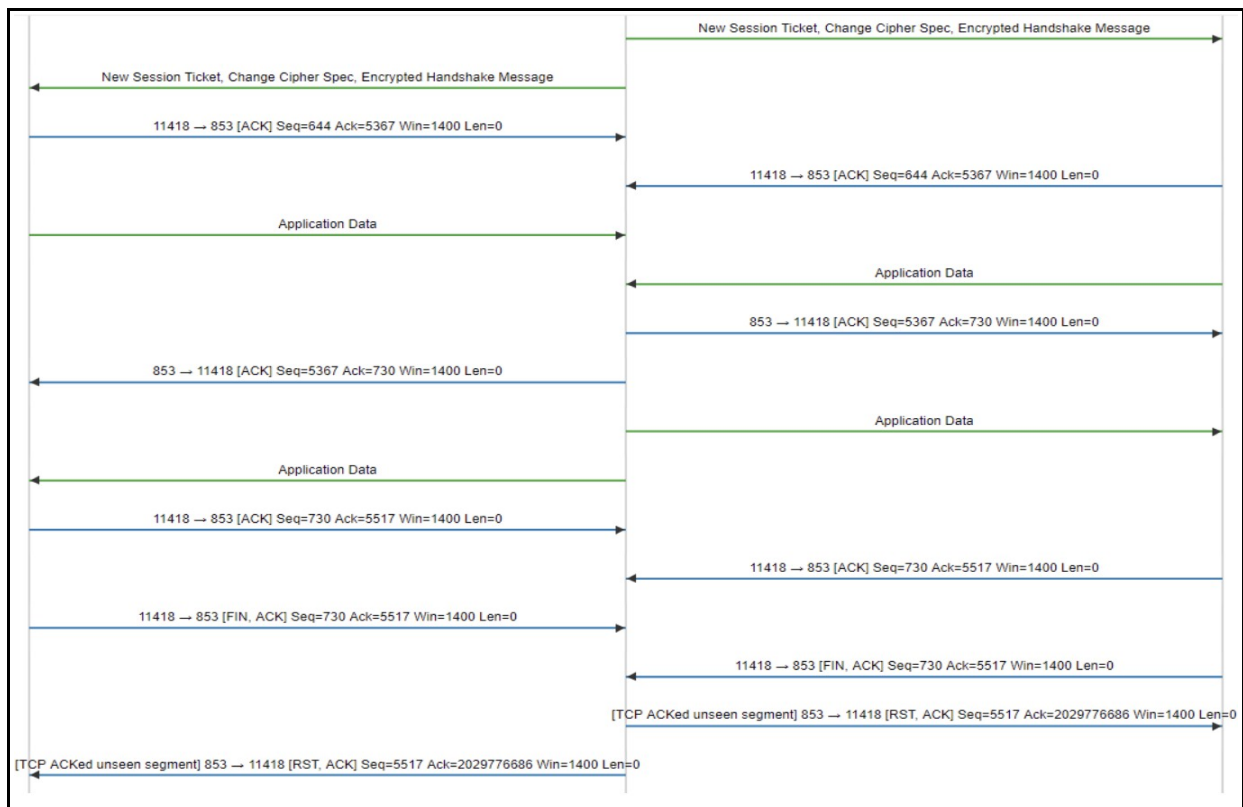 New Session Ticket, Change Cipher Spec, Encrypted Handshake Message
New Session Ticket, Change Cipher Spec, Encrypted Handshake Message
11418 → 853 [ACK] Seq=644 Ack=5367 Win=1400 Len=0
11418 → 853 [ACK] Seq=644 Ack=5367 Win=1400 Len=0
Application Data
Application Data
853 → 11418 [ACK] Seq=5367 Ack=730 Win=1400 Len=0
853 → 11418 [ACK] Seq=5367 Ack=730 Win=1400 Len=0
Application Data
Application Data
11418 → 853 [ACK] Seq=730 Ack=5517 Win=1400 Len=0
11418 → 853 [ACK] Seq=730 Ack=5517 Win=1400 Len=0
11418 → 853 [FIN, ACK] Seq=730 Ack=5517 Win=1400 Len=0
11418 → 853 [FIN, ACK] Seq=730 Ack=5517 Win=1400 Len=0
[TCP ACKed unseen segment] 853 → 11418 [RST, ACK] Seq=5517 Ack=2029776686 Win=1400 Len=0
[TCP ACKed unseen segment] 853 → 11418 [RST, ACK] Seq=5517 Ack=2029776686 Win=1400 Len=0